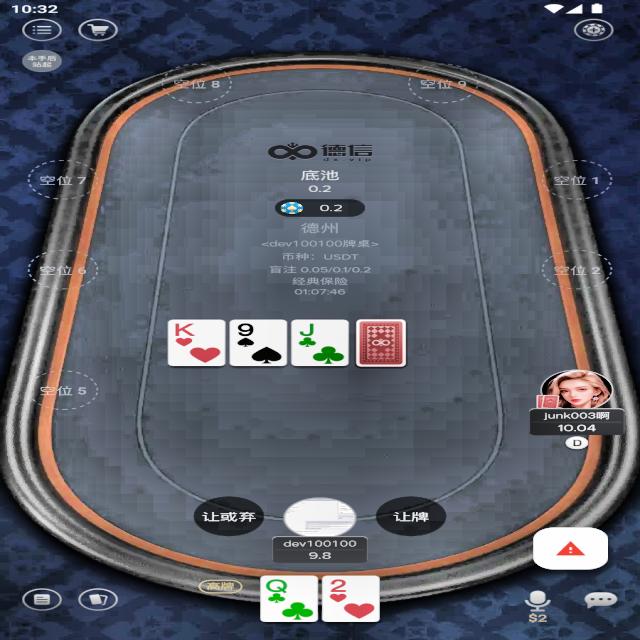 10:32
本手后
站起
空位 8
空位 9
德信
dx.vip
底池
0.2
0.2
空位 7
空位 1
德州
<dev100100牌桌>
币种：USDT
盲注 0.05/0.1/0.2
经典保险
01:07:46
空位 6
空位 2
K
9
J
空位 5
junk003啊
10.04
D
让或弃
让牌
dev100100
9.8
高牌
Q
2
$2